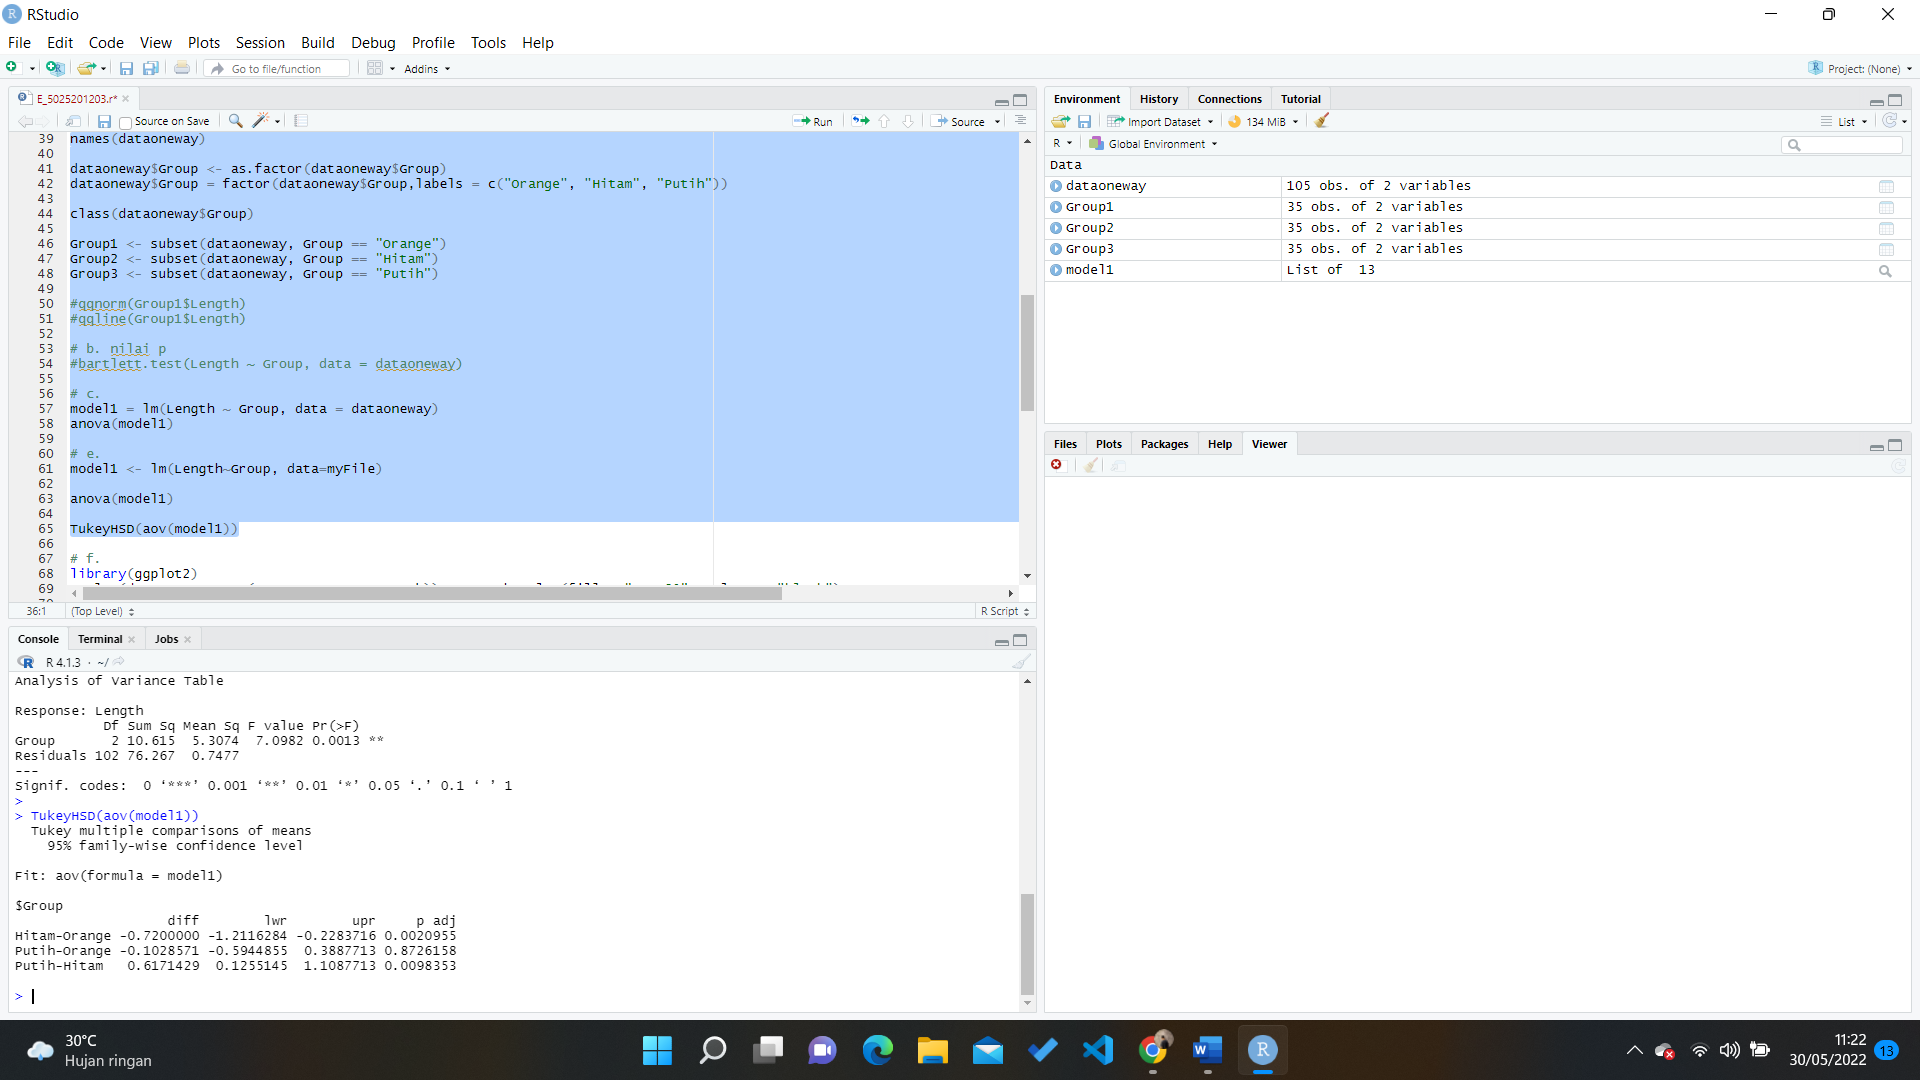 RStudio
File Edit Code View Plots Session Build Debug Profile Tools Help
Go to file/function Addins Project: (None)
E_5025201203.r*
Source on Save Run Source
39 names(dataoneway)
40
41 dataoneway$Group <- as.factor(dataoneway$Group)
42 dataoneway$Group = factor(dataoneway$Group,labels = c("Orange", "Hitam", "Putih"))
43
44 class(dataoneway$Group)
45
46 Group1 <- subset(dataoneway, Group == "Orange")
47 Group2 <- subset(dataoneway, Group == "Hitam")
48 Group3 <- subset(dataoneway, Group == "Putih")
49
50 #qqnorm(Group1$Length)
51 #qqline(Group1$Length)
52
53 # b. nilai p
54 #bartlett.test(Length ~ Group, data = dataoneway)
55
56 # c.
57 model1 = lm(Length ~ Group, data = dataoneway)
58 anova(model1)
59
60 # e.
61 model1 <- lm(Length~Group, data=myFile)
62
63 anova(model1)
64
65 TukeyHSD(aov(model1))
66
67 # f.
68 library(ggplot2)
69
36:1 (Top Level) R Script
Console Terminal Jobs
R 4.1.3 · ~/
Analysis of Variance Table
Response: Length
Df Sum Sq Mean Sq F value Pr(>F)
Group 2 10.615 5.3074 7.0982 0.0013 **
Residuals 102 76.267 0.7477
---
Signif. codes: 0 ‘***’ 0.001 ‘**’ 0.01 ‘*’ 0.05 ‘.’ 0.1 ‘ ’ 1
>
> TukeyHSD(aov(model1))
Tukey multiple comparisons of means
95% family-wise confidence level
Fit: aov(formula = model1)
$Group
diff lwr upr p adj
Hitam-Orange -0.7200000 -1.2116284 -0.2283716 0.0020955
Putih-Orange -0.1028571 -0.5944855 0.3887713 0.8726158
Putih-Hitam 0.6171429 0.1255145 1.1087713 0.0098353
>
Environment History Connections Tutorial
Import Dataset 134 MiB List
R Global Environment
Data
dataoneway 105 obs. of 2 variables
Group1 35 obs. of 2 variables
Group2 35 obs. of 2 variables
Group3 35 obs. of 2 variables
model1 List of 13
Files Plots Packages Help Viewer
30°C
Hujan ringan
11:22
30/05/2022
13